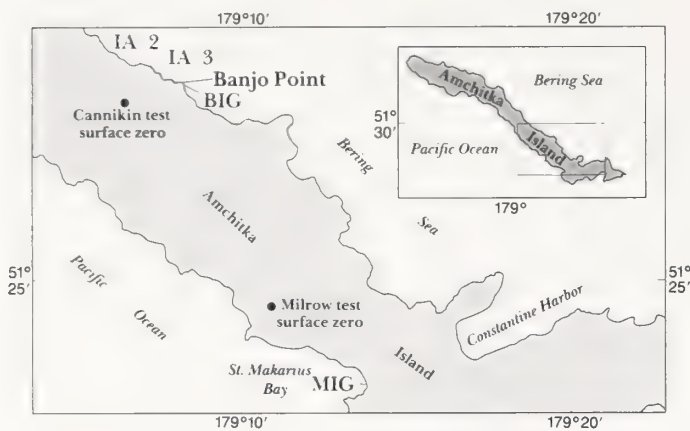 179°10'
179°20'
IA 2
IA 3
Banjo Point
BIG
Cannikin test
surface zero
Amchitka
Island
Bering Sea
51°
30'
Pacific Ocean
179°
Bering
Sea
Amchitka
Pacific
Ocean
51°
25'
51°
25'
Milrow test
surface zero
Constantine Harbor
Island
St. Makarius
Bay
MIG
179°10'
179°20'